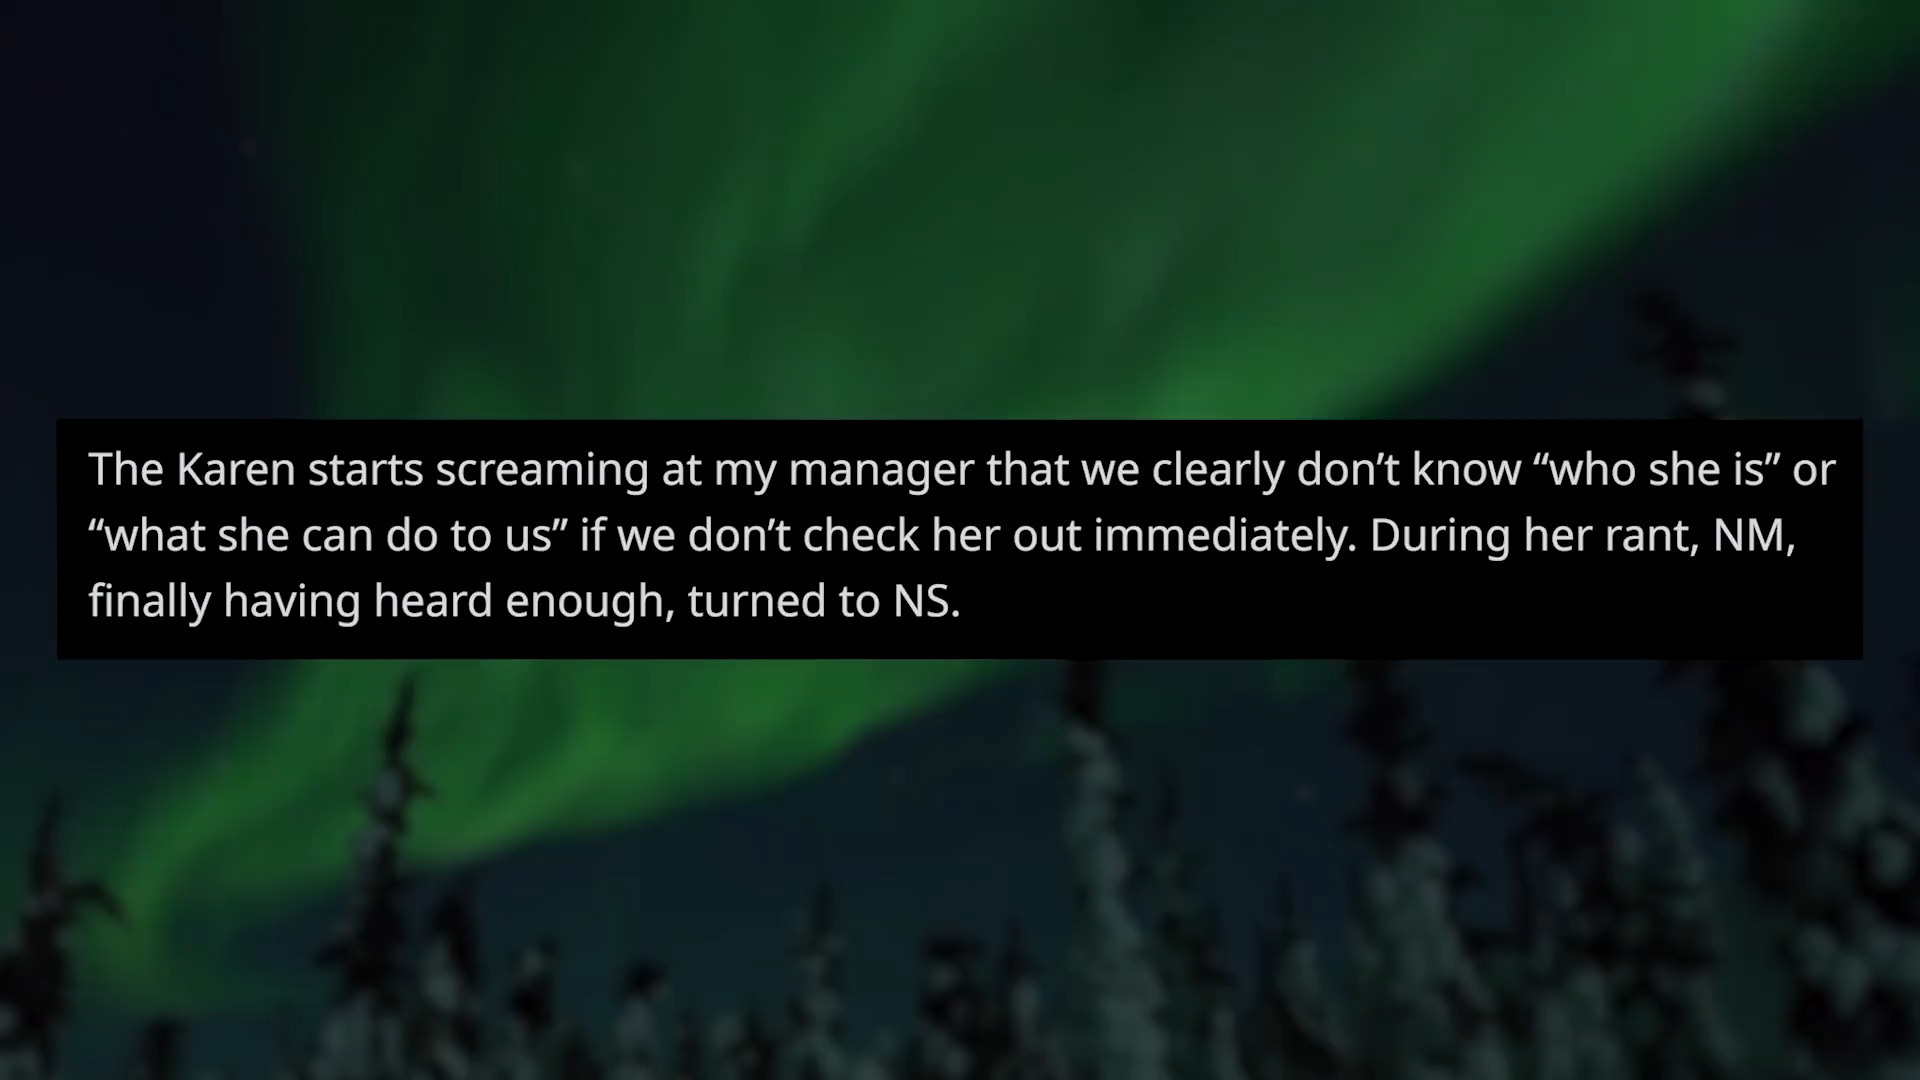 The Karen starts screaming at my manager that we clearly don’t know “who she is” or
“what she can do to us” if we don’t check her out immediately. During her rant, NM,
finally having heard enough, turned to NS.